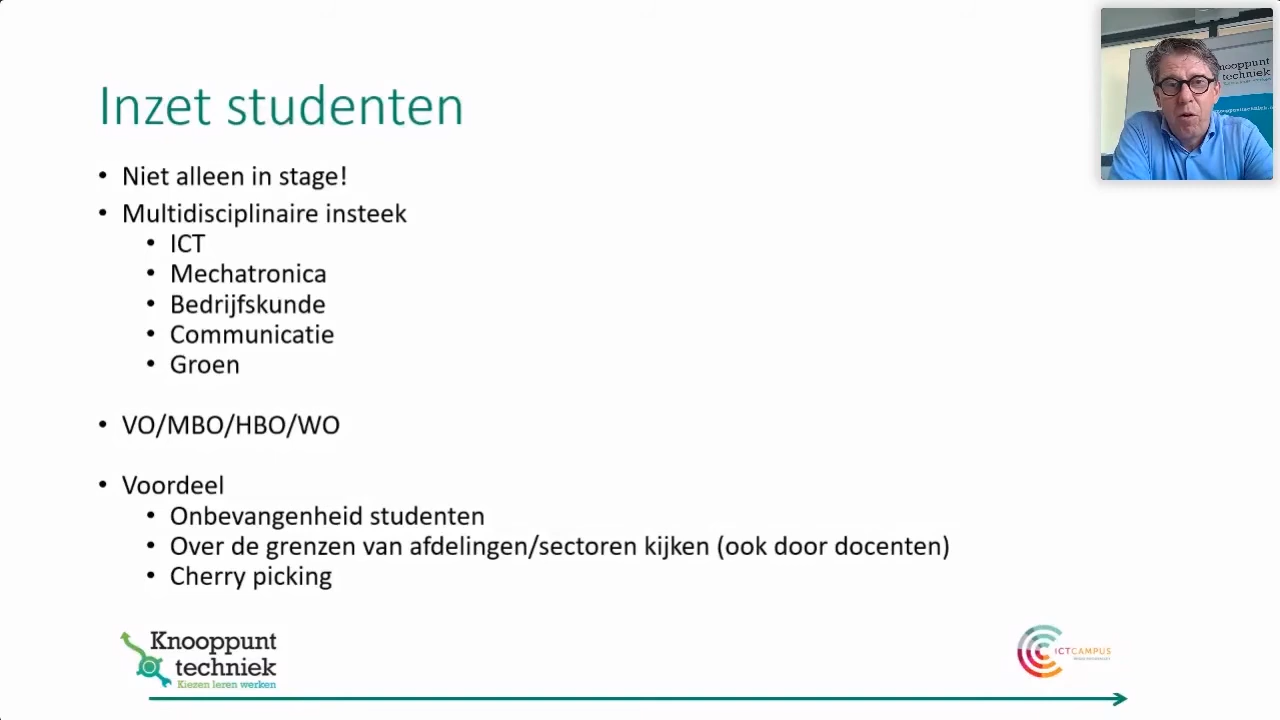 Inzet studenten
• Niet alleen in stage!
• Multidisciplinaire insteek
• ICT
• Mechatronica
• Bedrijfskunde
• Communicatie
• Groen
• VO/MBO/HBO/WO
• Voordeel
• Onbevangenheid studenten
• Over de grenzen van afdelingen/sectoren kijken (ook door docenten)
• Cherry picking
Knooppunt
techniek
Kiezen leren werken
ICTCAMPUS
Knooppunt
techniek